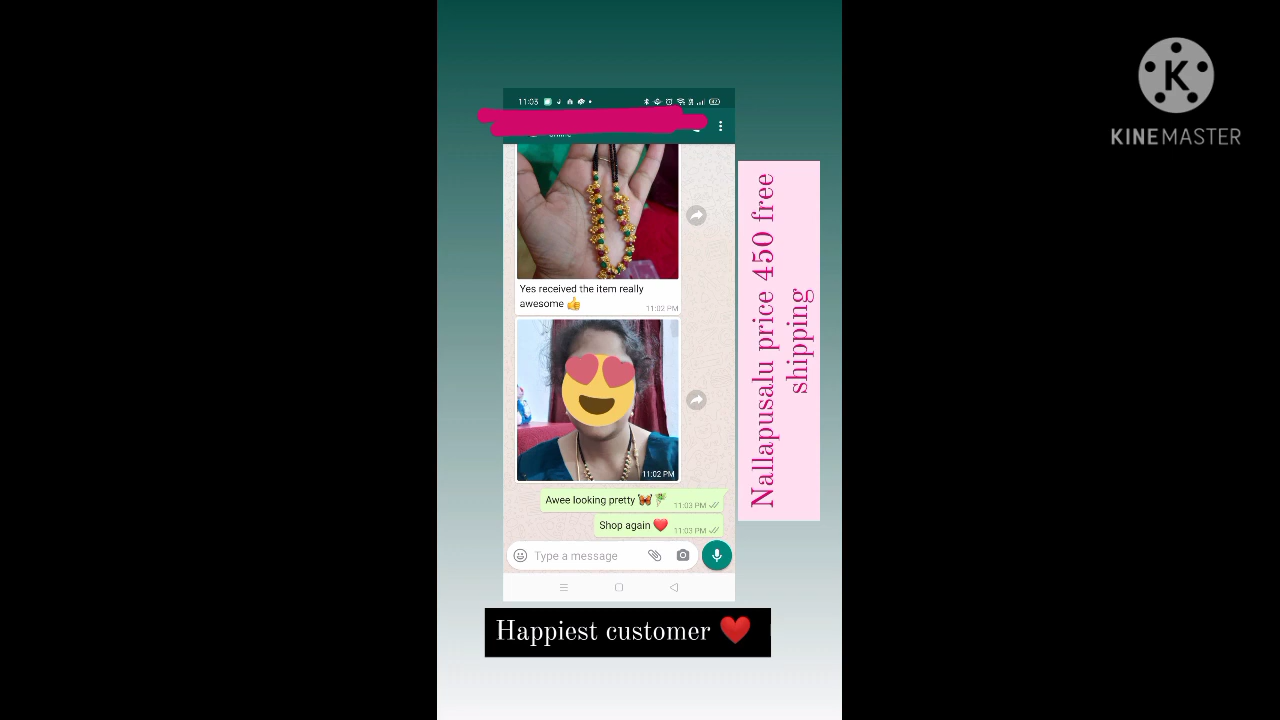 11:03
KINEMASTER
online
Yes received the item really
awesome 👍
11:02 PM
11:02 PM
Awee looking pretty 🦋🌹
11:03 PM
Shop again ❤️
11:03 PM
Type a message
Nallapusalu price 450 free
shipping
Happiest customer ❤️